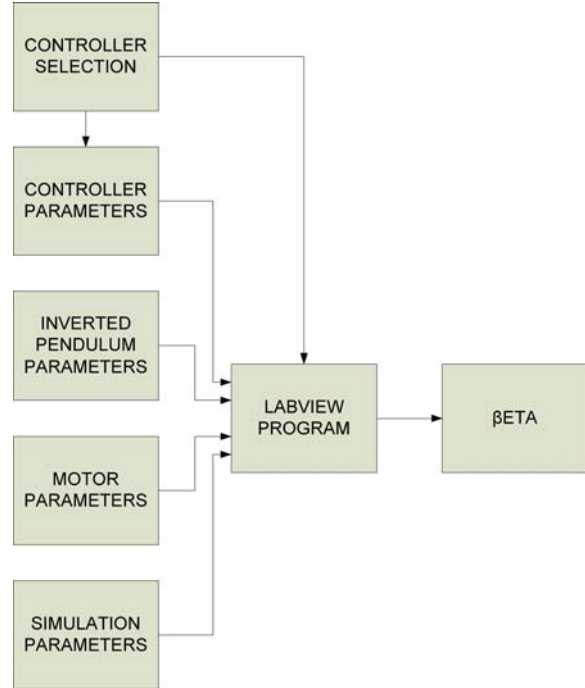 CONTROLLER
SELECTION
CONTROLLER
PARAMETERS
INVERTED
PENDULUM
PARAMETERS
LABVIEW
PROGRAM
βETA
MOTOR
PARAMETERS
SIMULATION
PARAMETERS